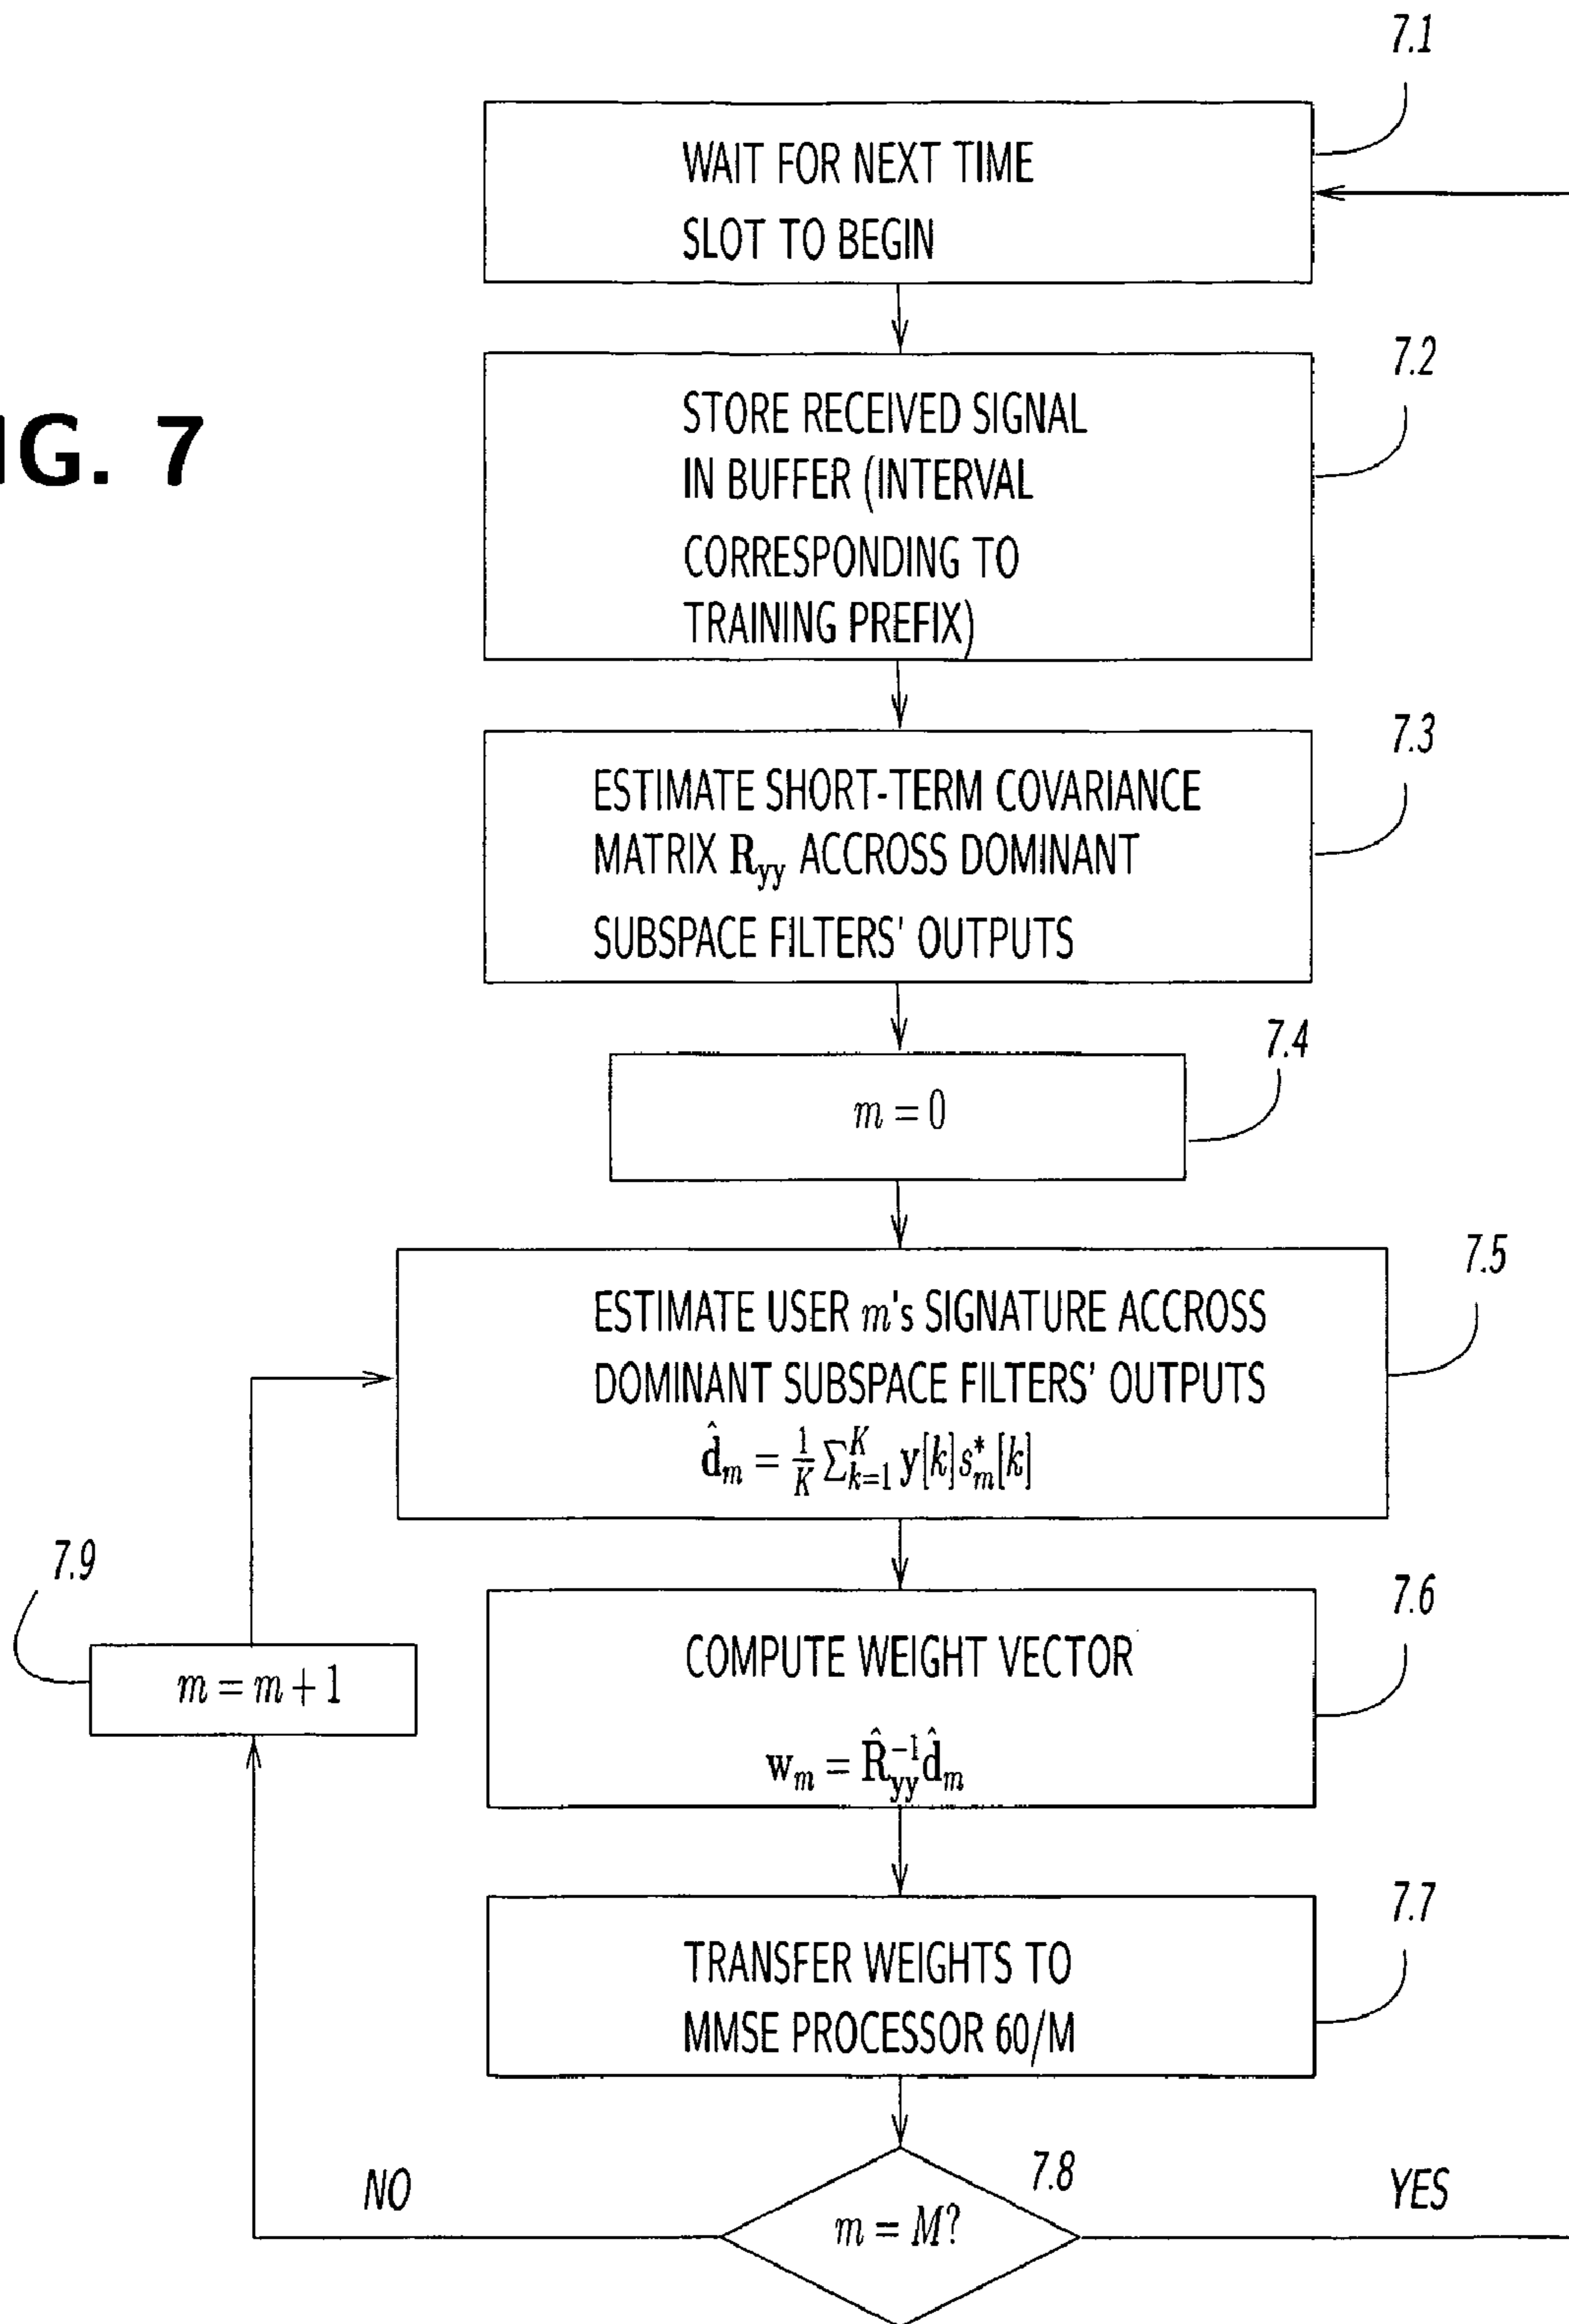 7.1
WAIT FOR NEXT TIME
SLOT TO BEGIN
7.2
STORE RECEIVED SIGNAL
IN BUFFER (INTERVAL
CORRESPONDING TO
TRAINING PREFIX)
IG. 7
7.3
ESTIMATE SHORT-TERM COVARIANCE
MATRIX R_yy ACCROSS DOMINANT
SUBSPACE FILTERS' OUTPUTS
7.4
m = 0
7.5
ESTIMATE USER m's SIGNATURE ACCROSS
DOMINANT SUBSPACE FILTERS' OUTPUTS
d̂_m = 1/K ∑_{k=1}^{K} y[k]s*_m[k]
7.6
COMPUTE WEIGHT VECTOR
w_m = R̂_yy^{-1} d̂_m
7.9
m = m + 1
7.7
TRANSFER WEIGHTS TO
MMSE PROCESSOR 60/M
7.8
m = M?
NO
YES